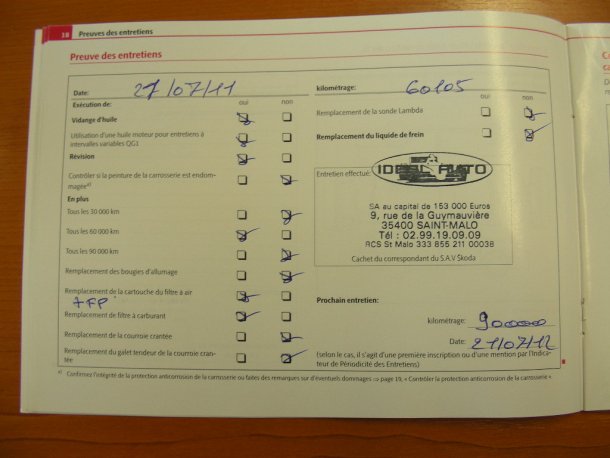 38 Preuves des entretiens
Preuve des entretiens
Date: 21/07/11
kilométrage: 60105
Exécution de: oui non
oui non
Vidange d'huile
Utilisation d'une huile moteur pour entretiens à
intervalles variables QG1
Révision
Contrôler si la peinture de la carrosserie est endom-
magée a)
En plus
Tous les 30 000 km
Tous les 60 000 km
Tous les 90 000 km
Remplacement des bougies d'allumage
Remplacement de la cartouche du filtre à air
+FP
Remplacement de filtre à carburant
Remplacement de la courroie crantée
Remplacement du galet tendeur de la courroie cran-
tée
Remplacement de la sonde Lambda
Remplacement du liquide de frein
Entretien effectué:
IDEAL AUTO
SA au capital de 153 000 Euros
9, rue de la Guymauvière
35400 SAINT-MALO
Tél : 02.99.19.09.09
RCS St Malo 333 855 211 00038
Cachet du correspondant du S.A.V Škoda
Prochain entretien:
kilométrage: 90000
Date: 21/07/12
(selon le cas, il s'agit d'une première inscription ou d'une mention par l'Indica-
teur de Périodicité des Entretiens)
a) Confirmez l'intégrité de la protection anticorrosion de la carrosserie ou faites des remarques sur d'éventuels dommages ⇒ page 19, « Contrôler la protection anticorrosion de la carrosserie «